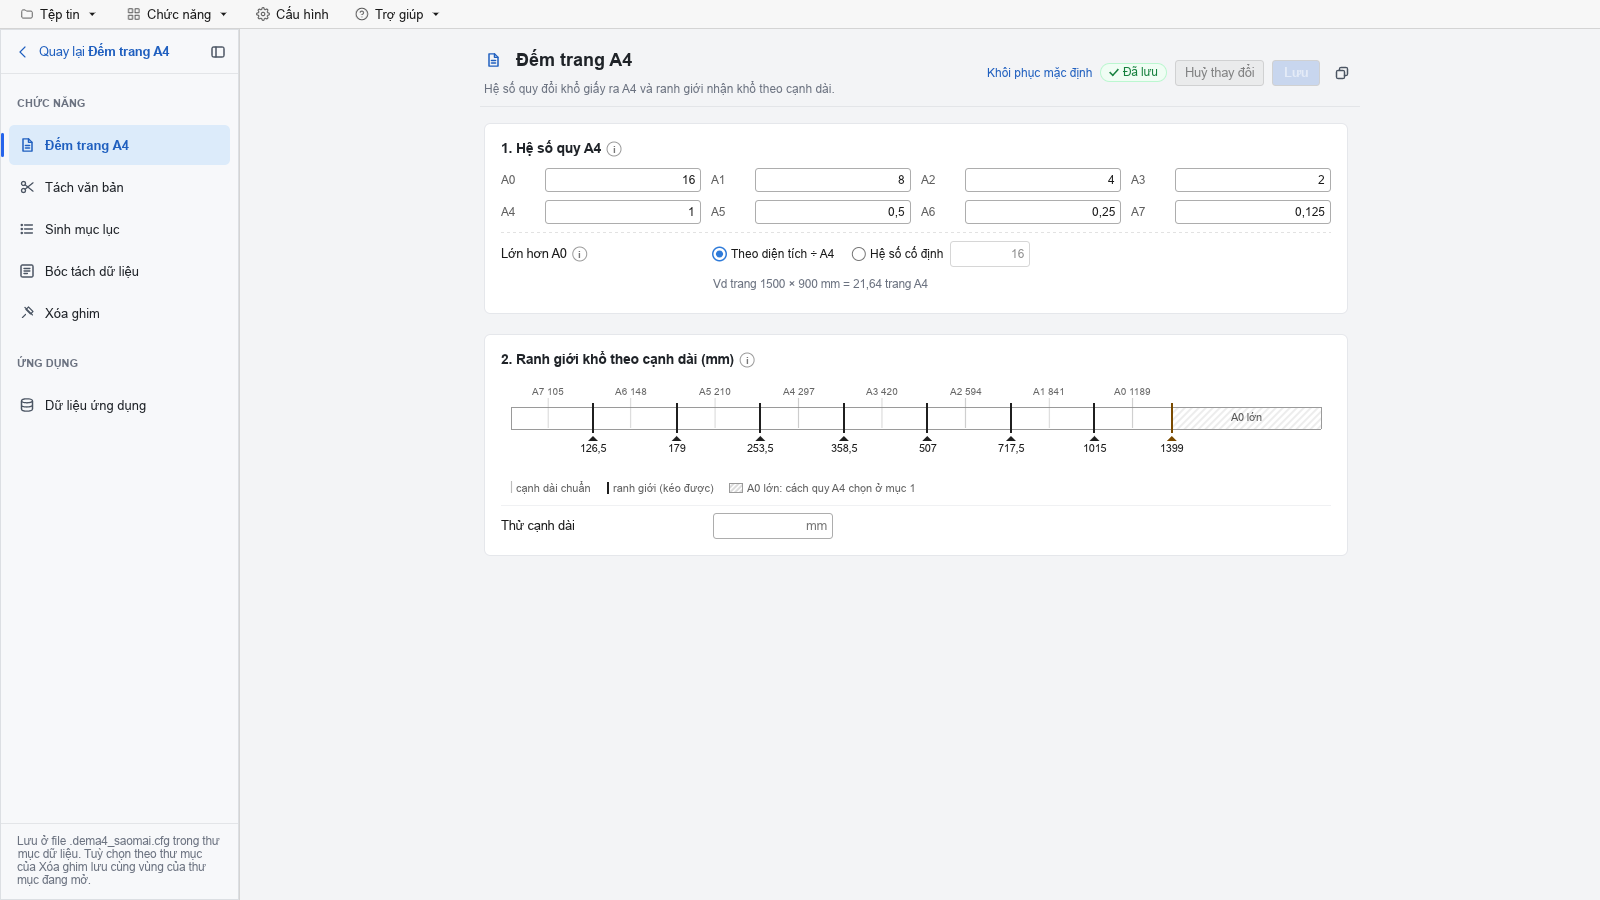 Tệp tin
Chức năng
Cấu hình
Trợ giúp
Quay lại Đếm trang A4
CHỨC NĂNG
Đếm trang A4
Tách văn bản
Sinh mục lục
Bóc tách dữ liệu
Xóa ghim
ỨNG DỤNG
Dữ liệu ứng dụng
Lưu ở file .dema4_saomai.cfg trong thư
mục dữ liệu. Tuỳ chọn theo thư mục
của Xóa ghim lưu cùng vùng của thư
mục đang mở.
Đếm trang A4
Hệ số quy đổi khổ giấy ra A4 và ranh giới nhận khổ theo cạnh dài.
Khôi phục mặc định
Đã lưu
Huỷ thay đổi
Lưu
1. Hệ số quy A4
A0 16 A1 8 A2 4 A3 2
A4 1 A5 0,5 A6 0,25 A7 0,125
Lớn hơn A0 Theo diện tích ÷ A4 Hệ số cố định 16
Vd trang 1500 × 900 mm = 21,64 trang A4
2. Ranh giới khổ theo cạnh dài (mm)
A7 105 A6 148 A5 210 A4 297 A3 420 A2 594 A1 841 A0 1189
A0 lớn
126,5 179 253,5 358,5 507 717,5 1015 1399
cạnh dài chuẩn ranh giới (kéo được) A0 lớn: cách quy A4 chọn ở mục 1
Thử cạnh dài mm